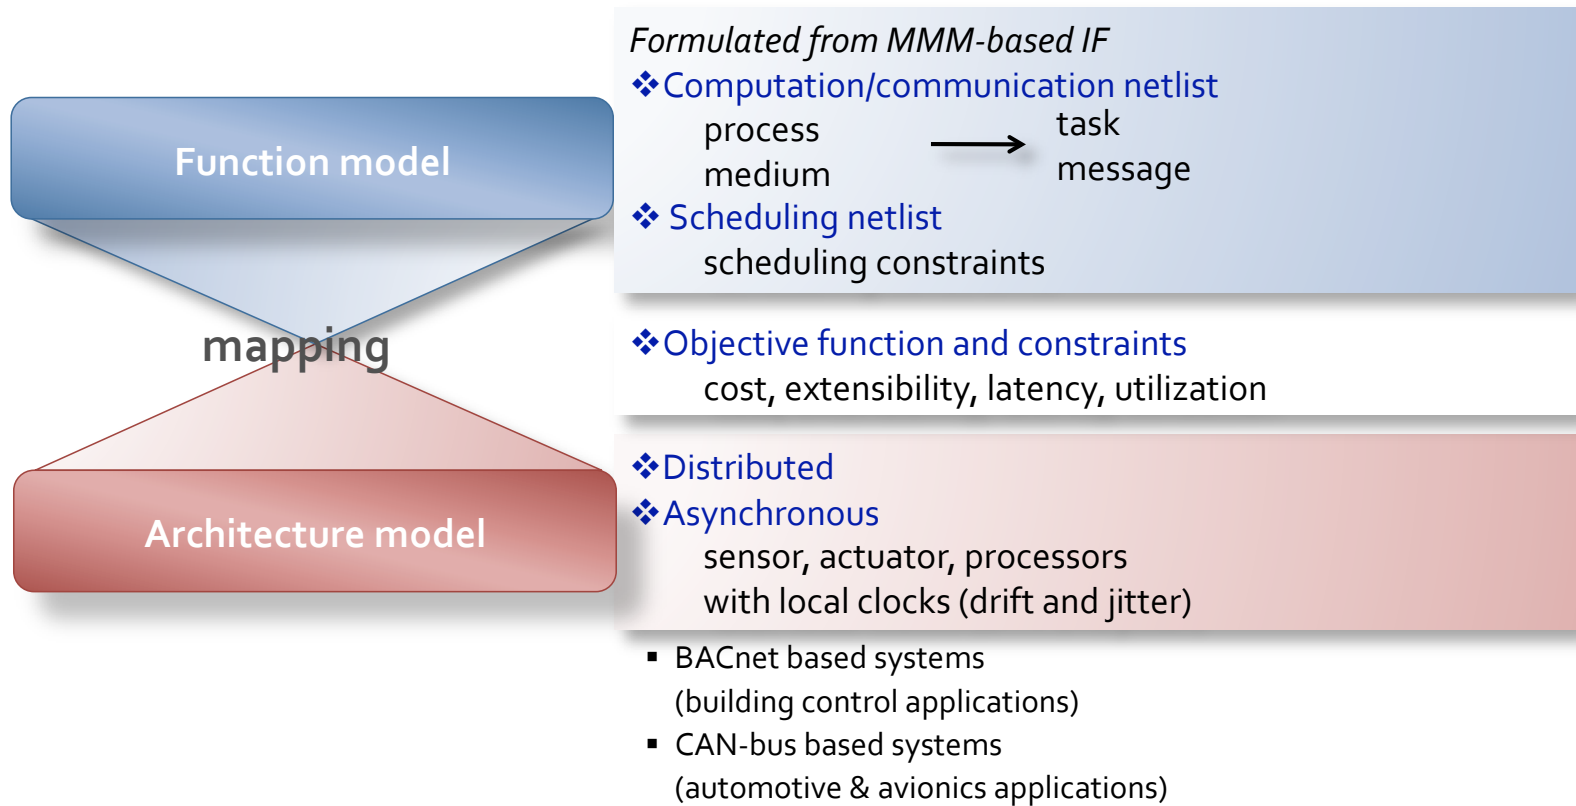 Function model
mapping
Architecture model
Formulated from MMM-based IF
❖Computation/communication netlist
process
medium
task
message
❖ Scheduling netlist
scheduling constraints
❖Objective function and constraints
cost, extensibility, latency, utilization
❖Distributed
❖Asynchronous
sensor, actuator, processors
with local clocks (drift and jitter)
▪ BACnet based systems
(building control applications)
▪ CAN-bus based systems
(automotive & avionics applications)